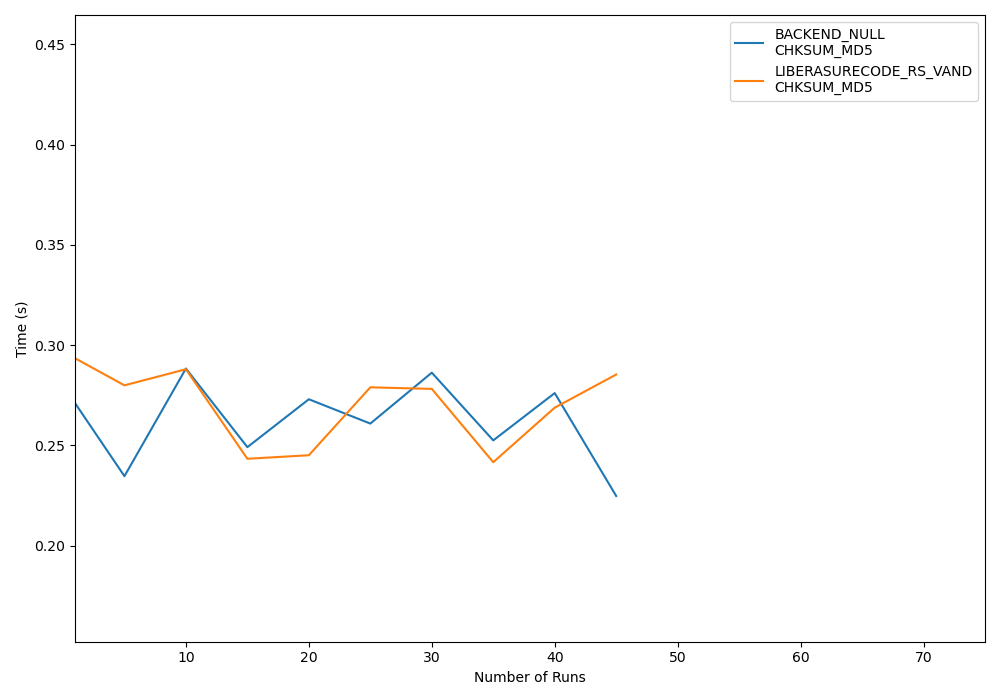 BACKEND_NULL
CHKSUM_MD5
LIBERASURECODE_RS_VAND
CHKSUM_MD5
0.45
0.40
0.35
0.30
0.25
0.20
Time (s)
10 20 30 40 50 60 70
Number of Runs